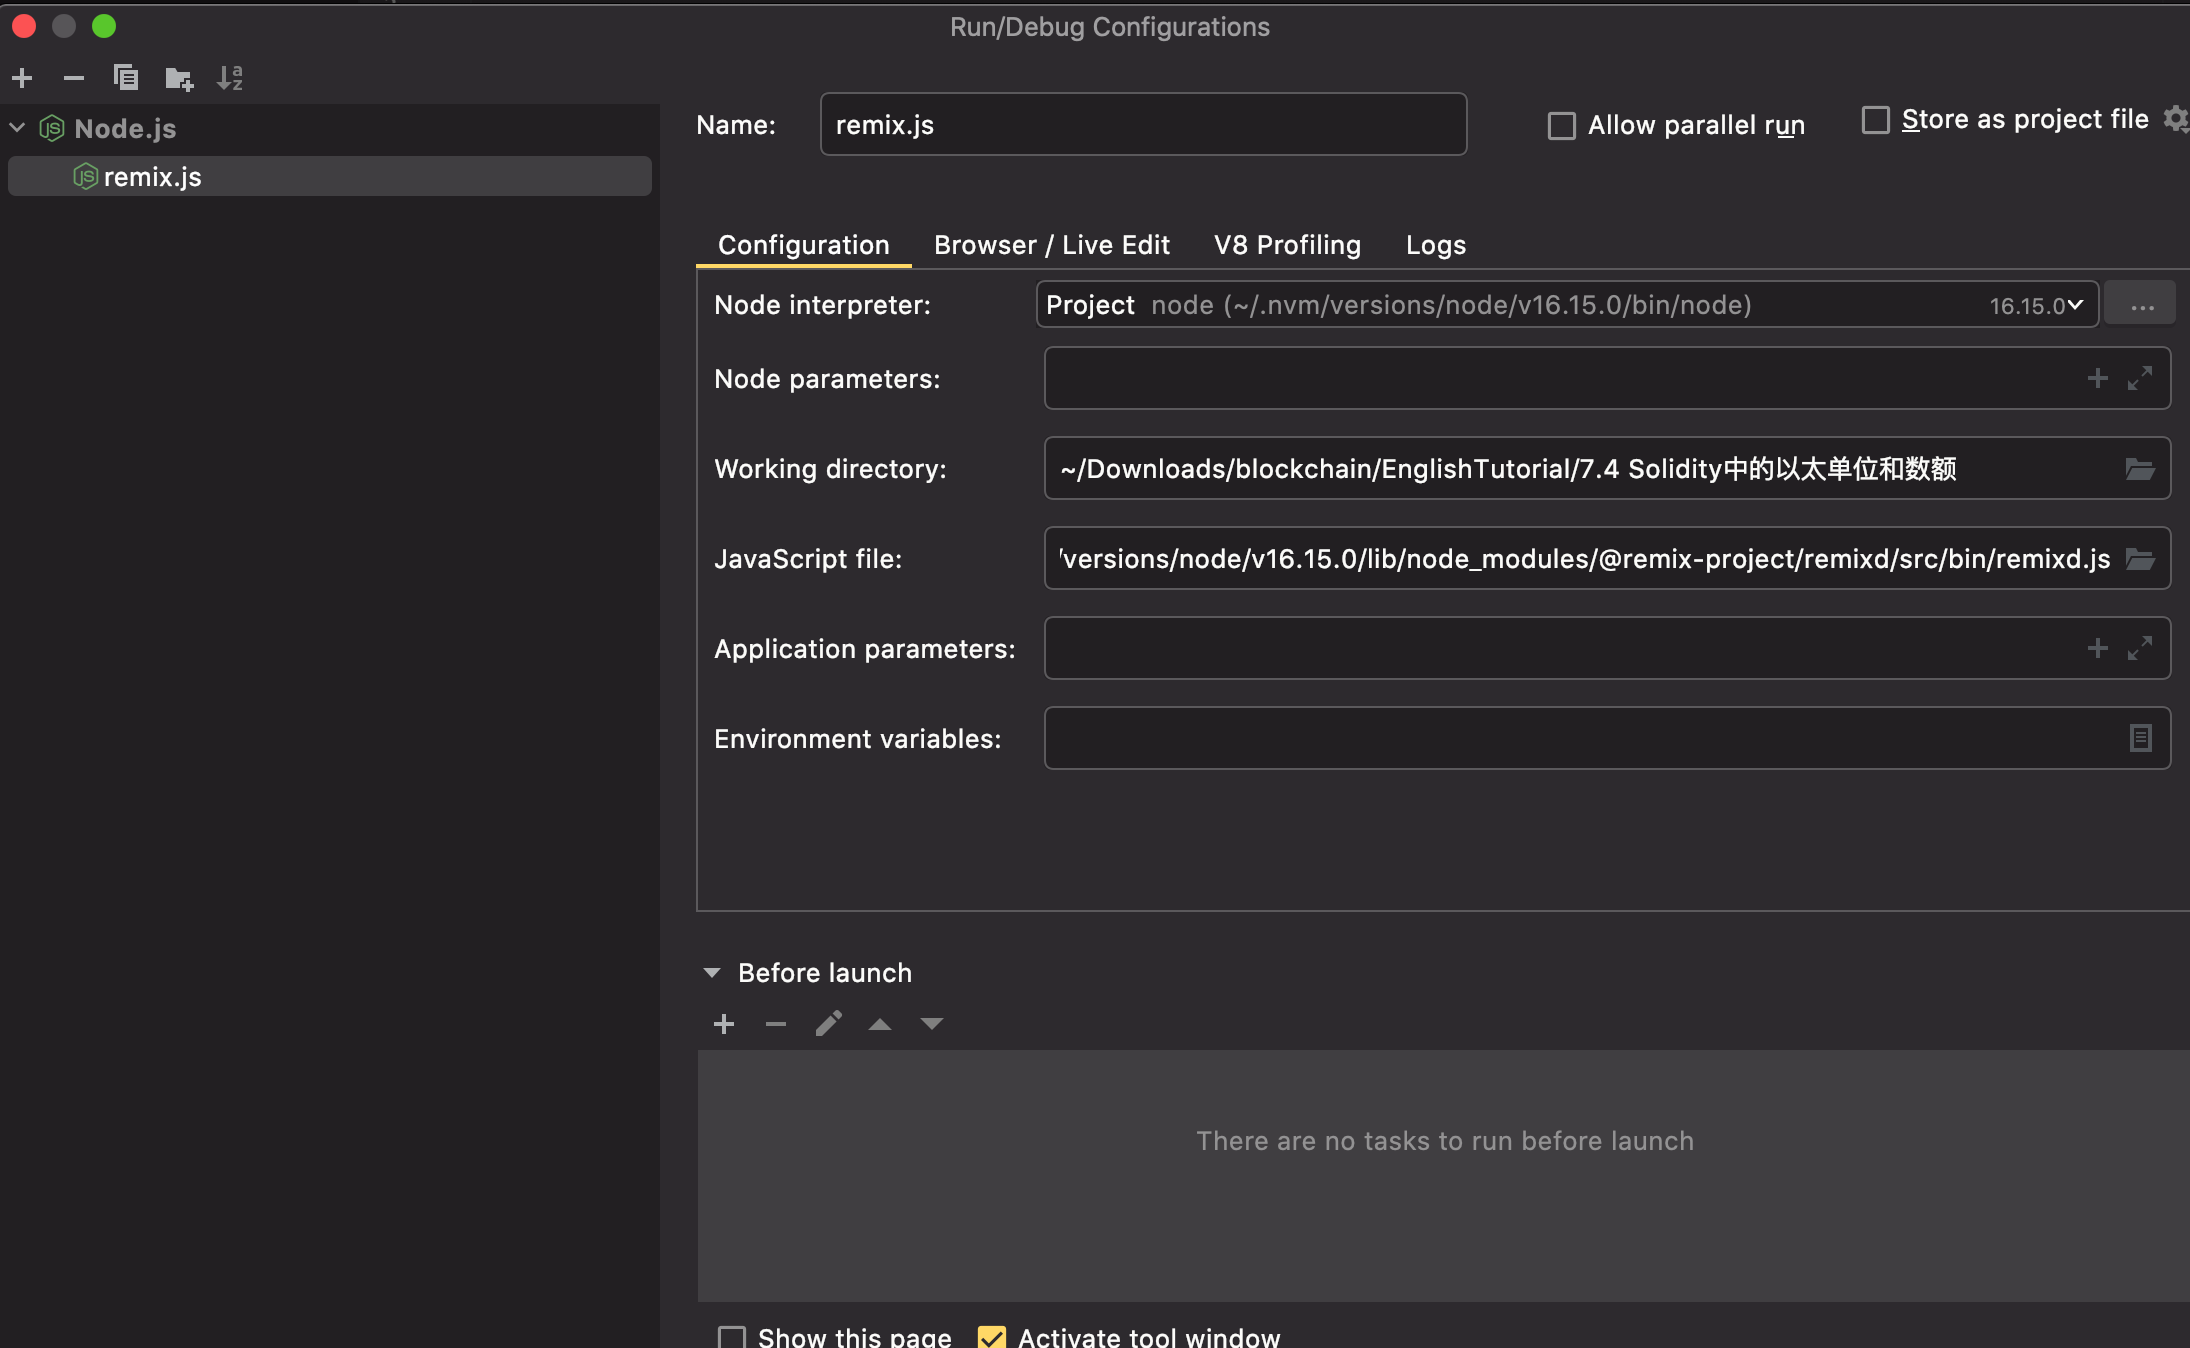 Run/Debug Configurations
Node.js
remix.js
Name:
remix.js
Allow parallel run
Store as project file
Configuration
Browser / Live Edit
V8 Profiling
Logs
Node interpreter:
Project node (~/.nvm/versions/node/v16.15.0/bin/node) 16.15.0
...
Node parameters:
Working directory:
~/Downloads/blockchain/EnglishTutorial/7.4 Solidity中的以太单位和数额
JavaScript file:
/versions/node/v16.15.0/lib/node_modules/@remix-project/remixd/src/bin/remixd.js
Application parameters:
Environment variables:
Before launch
There are no tasks to run before launch
Show this page
Activate tool window